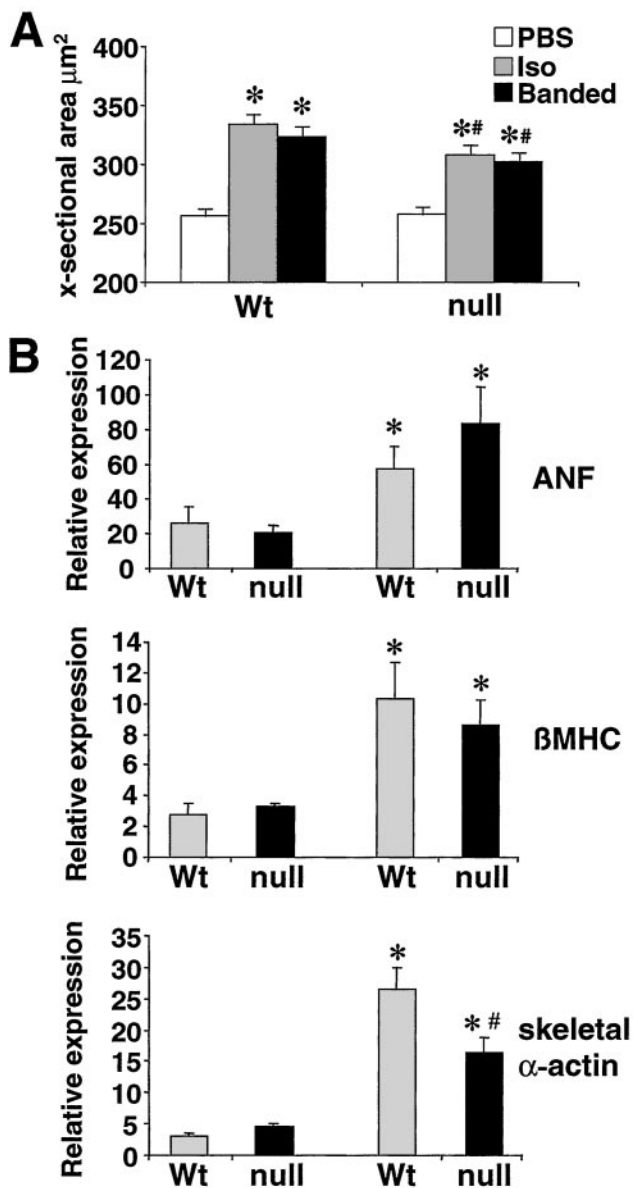 A
x-sectional area μm²
400
350
300
250
200
PBS
Iso
Banded
* * *# *#
Wt null
B
Relative expression
120
100
80
60
40
20
0
* *
ANF
Wt null Wt null
Relative expression
14
12
10
8
6
4
2
0
* *
ßMHC
Wt null Wt null
Relative expression
35
30
25
20
15
10
5
0
* *#
skeletal
α-actin
Wt null Wt null